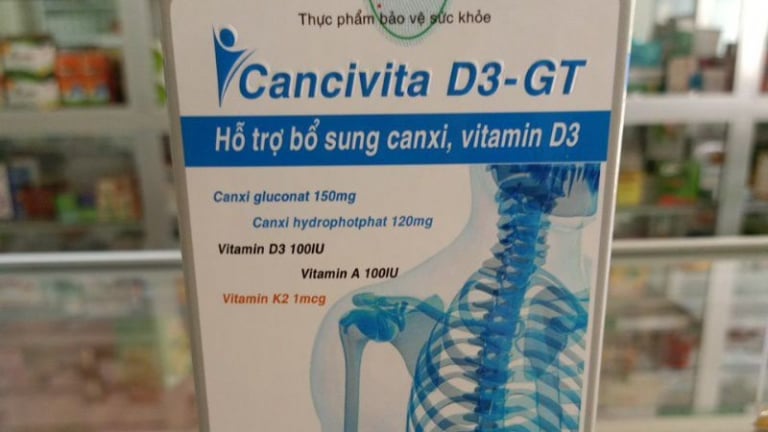 Thực phẩm bảo vệ sức khỏe
Cancivita D3-GT
Hỗ trợ bổ sung canxi, vitamin D3
Canxi gluconat 150mg
Canxi hydrophotphat 120mg
Vitamin D3 100IU
Vitamin A 100IU
Vitamin K2 1mcg